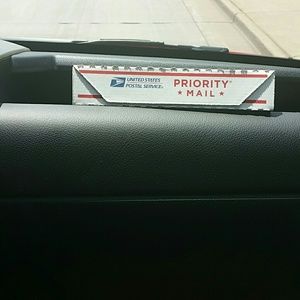 UNITED STATES
POSTAL SERVICE®
PRIORITY
★ MAIL ★